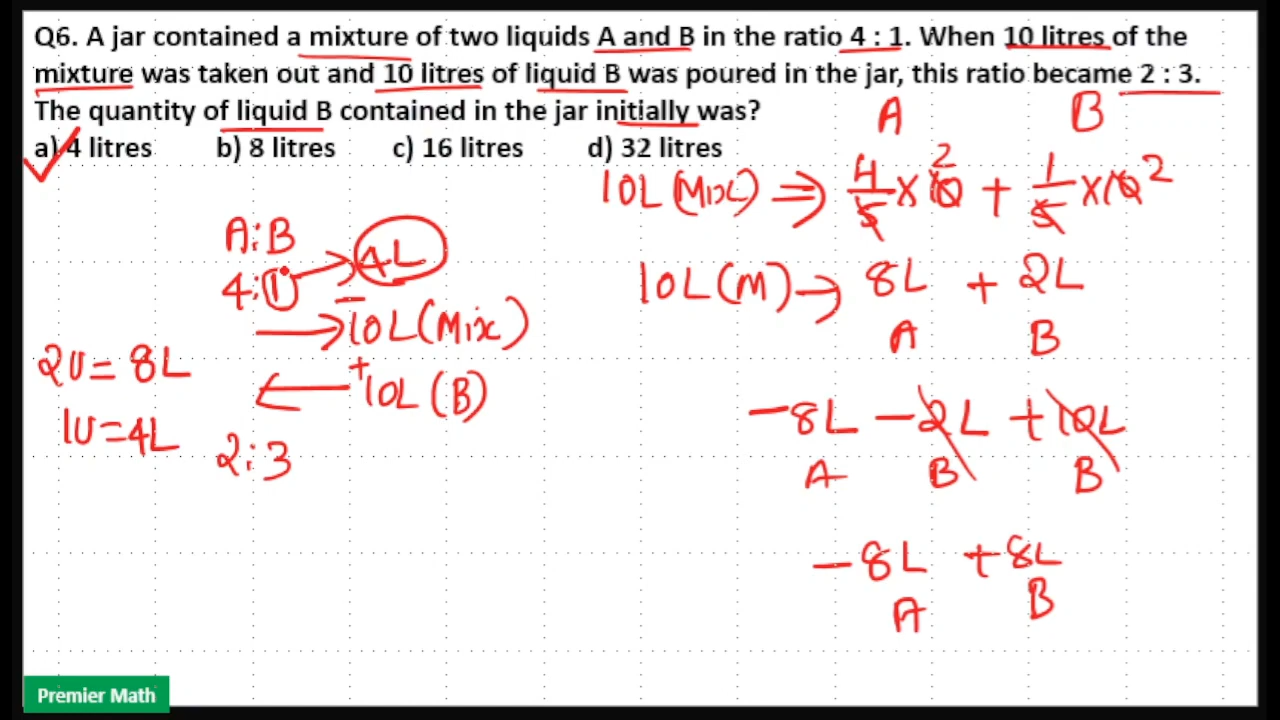 Q6. A jar contained a mixture of two liquids A and B in the ratio 4 : 1. When 10 litres of the
mixture was taken out and 10 litres of liquid B was poured in the jar, this ratio became 2 : 3.
The quantity of liquid B contained in the jar initially was?
a) 4 litres b) 8 litres c) 16 litres d) 32 litres
A B
10L (Mix) ⇒ 4/5 × 10 2 + 1/5 × 10 2
A:B
4:1 → 4L
10L (M) → 8L + 2L
A B
→ -10L (Mix)
2U = 8L
← +10L (B)
1U = 4L
2:3
-8L -2L +10L
A B B
-8L +8L
A B
Premier Math